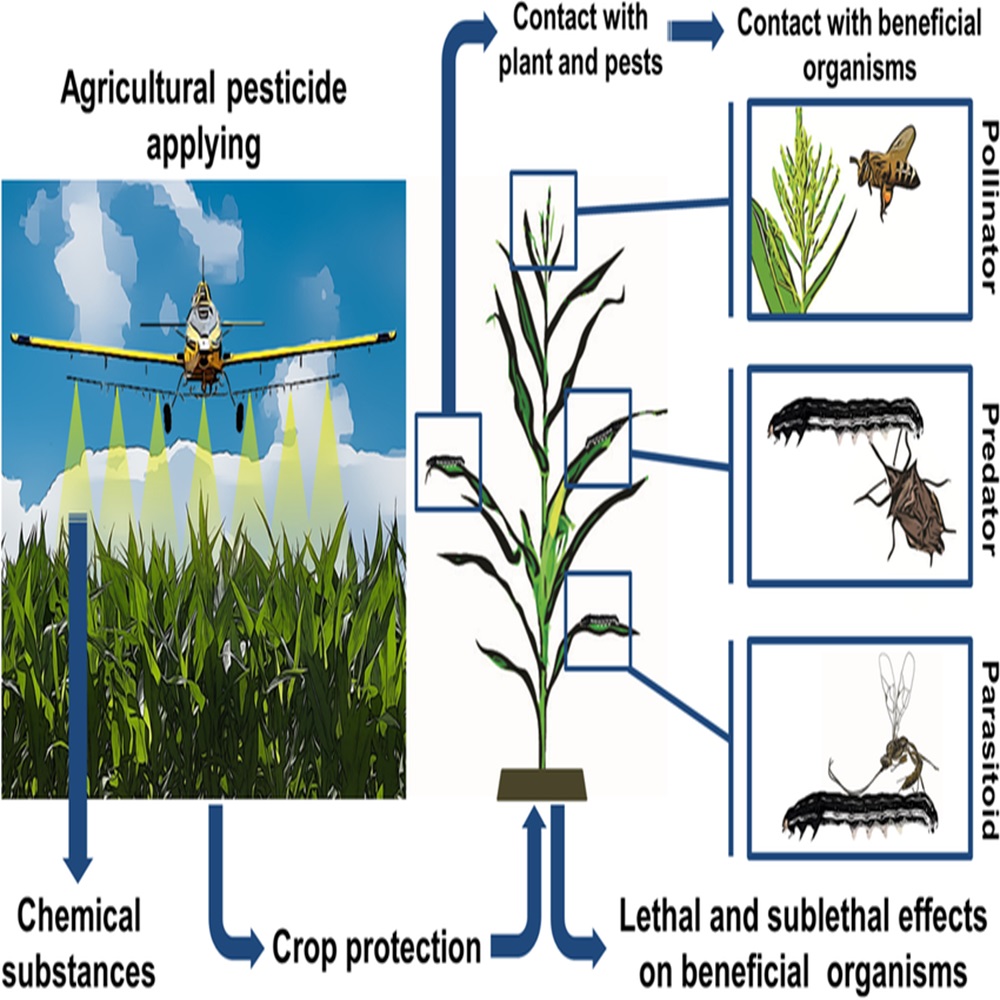 Agricultural pesticide
applying
Contact with
plant and pests
Contact with beneficial
organisms
Pollinator
Predator
Parasitoid
Chemical
substances
Crop protection
Lethal and sublethal effects
on beneficial organisms